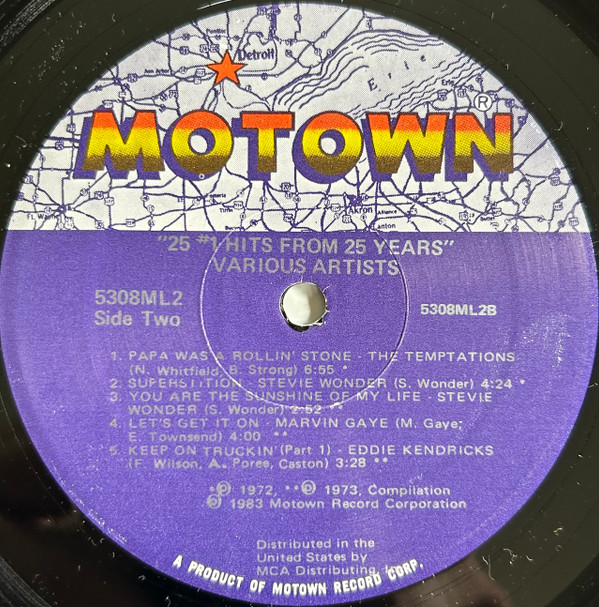 Detroit
Ann Arbor
Erie
MOTOWN®
Akron
Alliance
Canton
"25 #1 HITS FROM 25 YEARS"
VARIOUS ARTISTS
5308ML2
Side Two
5308ML2B
1. PAPA WAS A ROLLIN' STONE - THE TEMPTATIONS
(N. Whitfield, B. Strong) 6:55 *
2. SUPERSTITION - STEVIE WONDER (S. Wonder) 4:24 *
3. YOU ARE THE SUNSHINE OF MY LIFE - STEVIE
WONDER (S. Wonder) 2:52 **
4. LET'S GET IT ON - MARVIN GAYE (M. Gaye;
E. Townsend) 4:00 **
5. KEEP ON TRUCKIN' (Part 1) - EDDIE KENDRICKS
(F. Wilson, A. Poree, Caston) 3:28 **
*℗ 1972, **℗ 1973, Compilation
℗ 1983 Motown Record Corporation
Distributed in the
United States by
MCA Distributing,
A PRODUCT OF MOTOWN RECORD CORP.